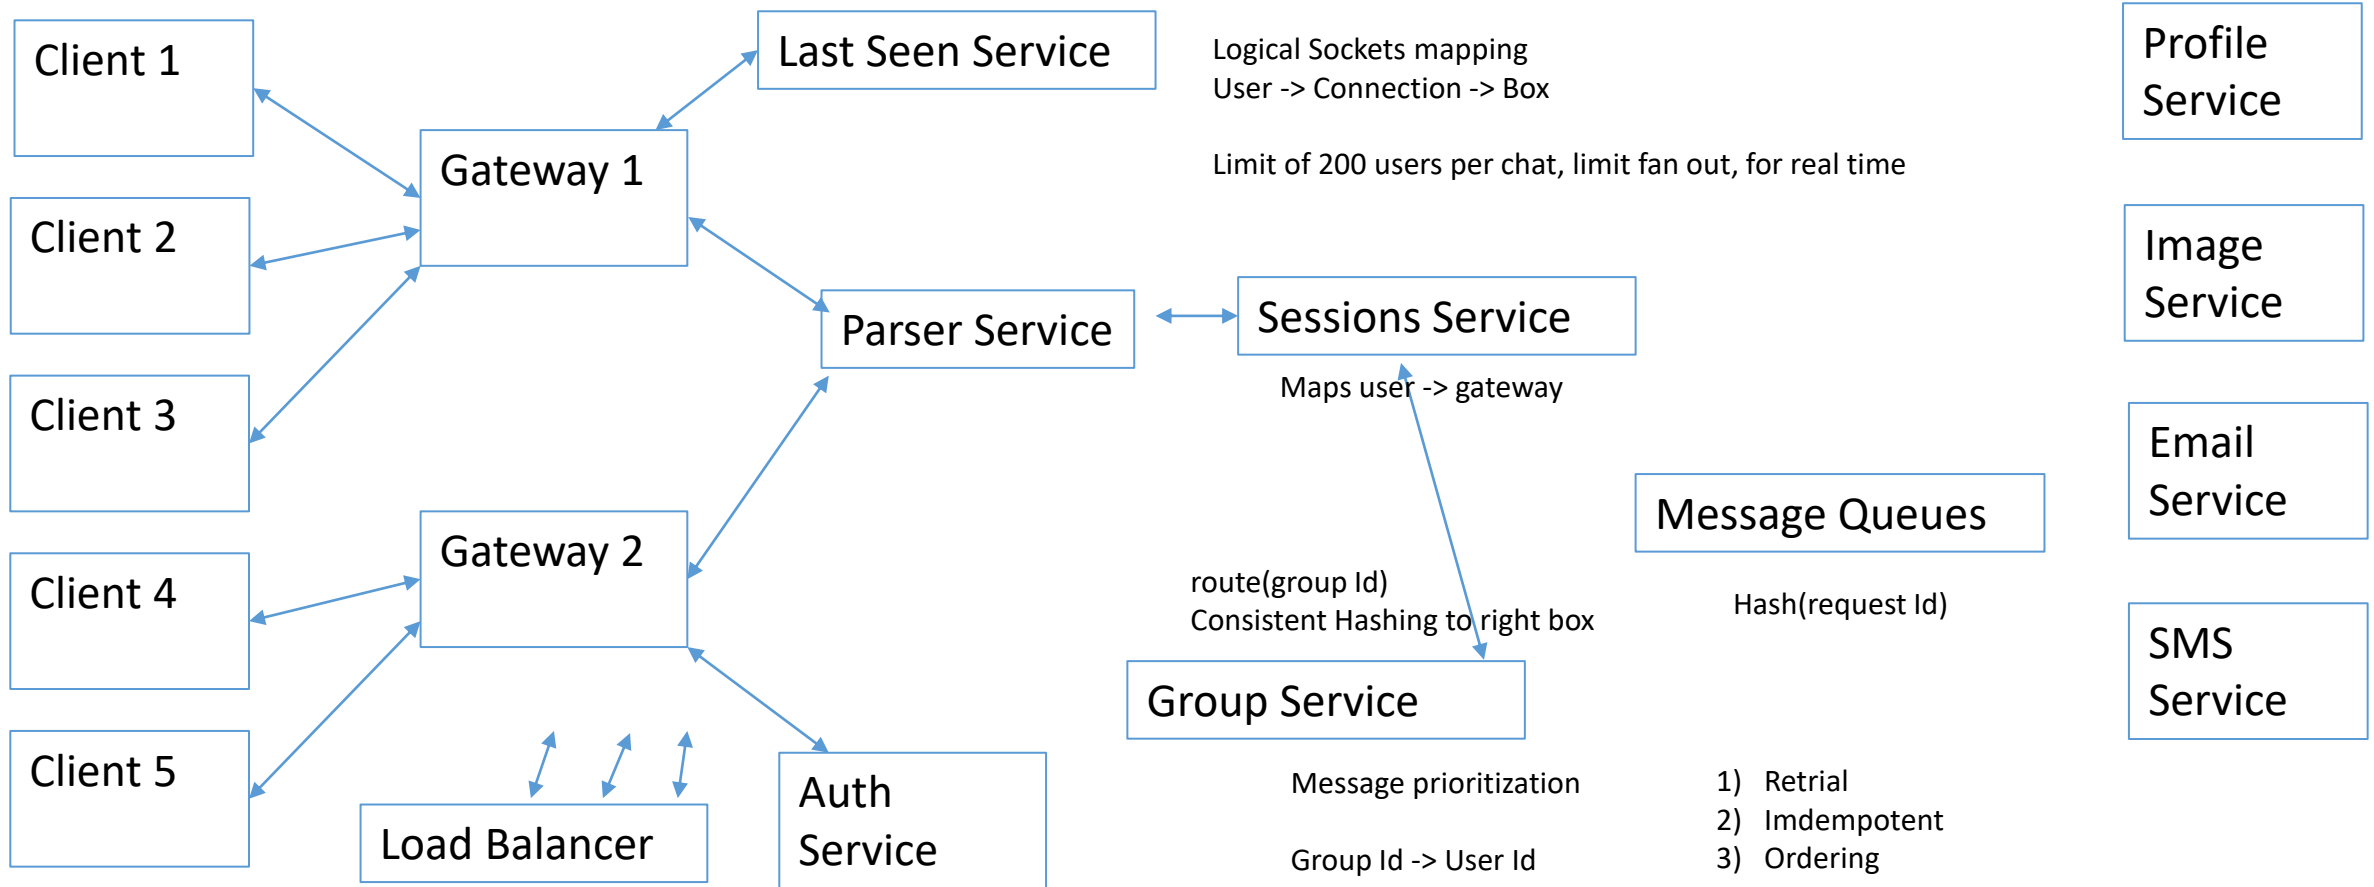 Client 1
Last Seen Service
Logical Sockets mapping
User -> Connection -> Box
Limit of 200 users per chat, limit fan out, for real time
Profile
Service
Gateway 1
Client 2
Image
Service
Parser Service
Sessions Service
Maps user -> gateway
Client 3
Email
Service
Gateway 2
Message Queues
Client 4
route(group Id)
Consistent Hashing to right box
Hash(request Id)
SMS
Service
Group Service
Client 5
Load Balancer
Auth
Service
Message prioritization
Group Id -> User Id
1) Retrial
2) Imdempotent
3) Ordering